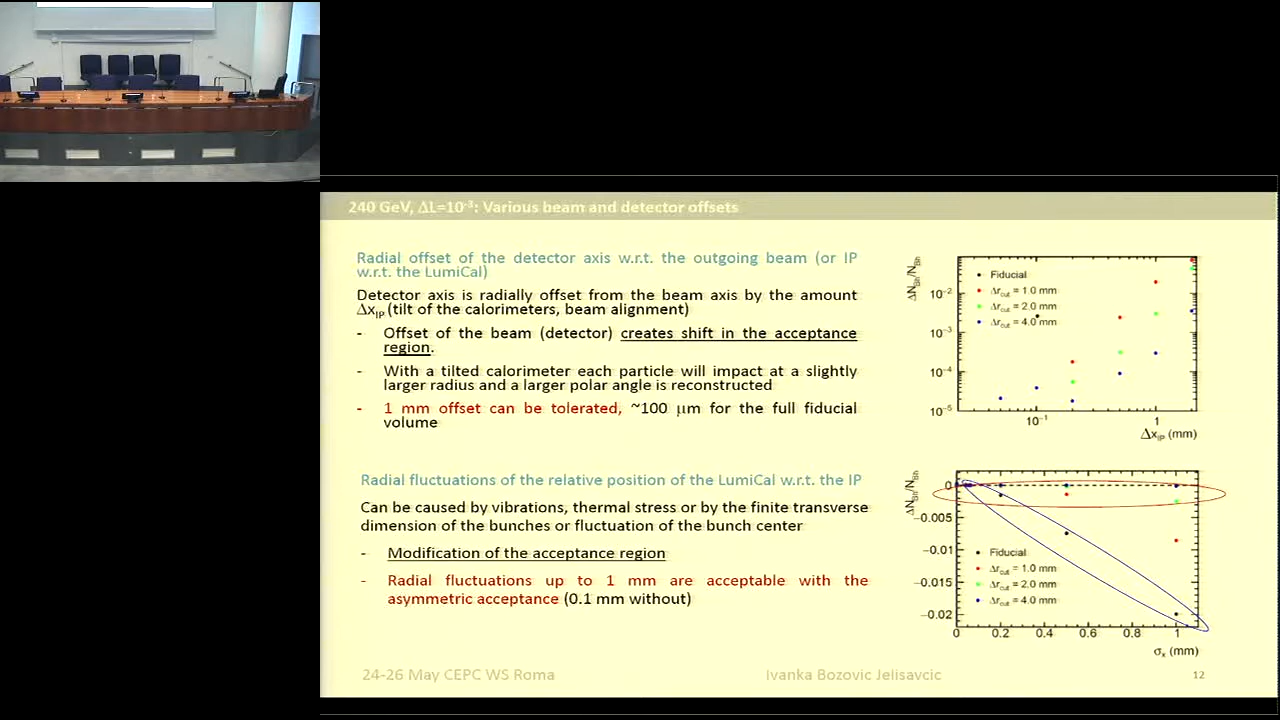 240 GeV, ΔL=10⁻³: Various beam and detector offsets
Radial offset of the detector axis w.r.t. the outgoing beam (or IP
w.r.t. the LumiCal)
Detector axis is radially offset from the beam axis by the amount
Δx_IP (tilt of the calorimeters, beam alignment)
- Offset of the beam (detector) creates shift in the acceptance
region.
- With a tilted calorimeter each particle will impact at a slightly
larger radius and a larger polar angle is reconstructed
- 1 mm offset can be tolerated, ~100 μm for the full fiducial
volume
ΔN_Bh/N_Bh
10⁻²
10⁻³
10⁻⁴
10⁻⁵
Fiducial
Δr_cut = 1.0 mm
Δr_cut = 2.0 mm
Δr_cut = 4.0 mm
10⁻¹ 1
Δx_IP (mm)
Radial fluctuations of the relative position of the LumiCal w.r.t. the IP
Can be caused by vibrations, thermal stress or by the finite transverse
dimension of the bunches or fluctuation of the bunch center
- Modification of the acceptance region
- Radial fluctuations up to 1 mm are acceptable with the
asymmetric acceptance (0.1 mm without)
ΔN_Bh/N_Bh
0
−0.005
−0.01
−0.015
−0.02
Fiducial
Δr_cut = 1.0 mm
Δr_cut = 2.0 mm
Δr_cut = 4.0 mm
0 0.2 0.4 0.6 0.8 1
σ_x (mm)
24-26 May CEPC WS Roma Ivanka Bozovic Jelisavcic 12